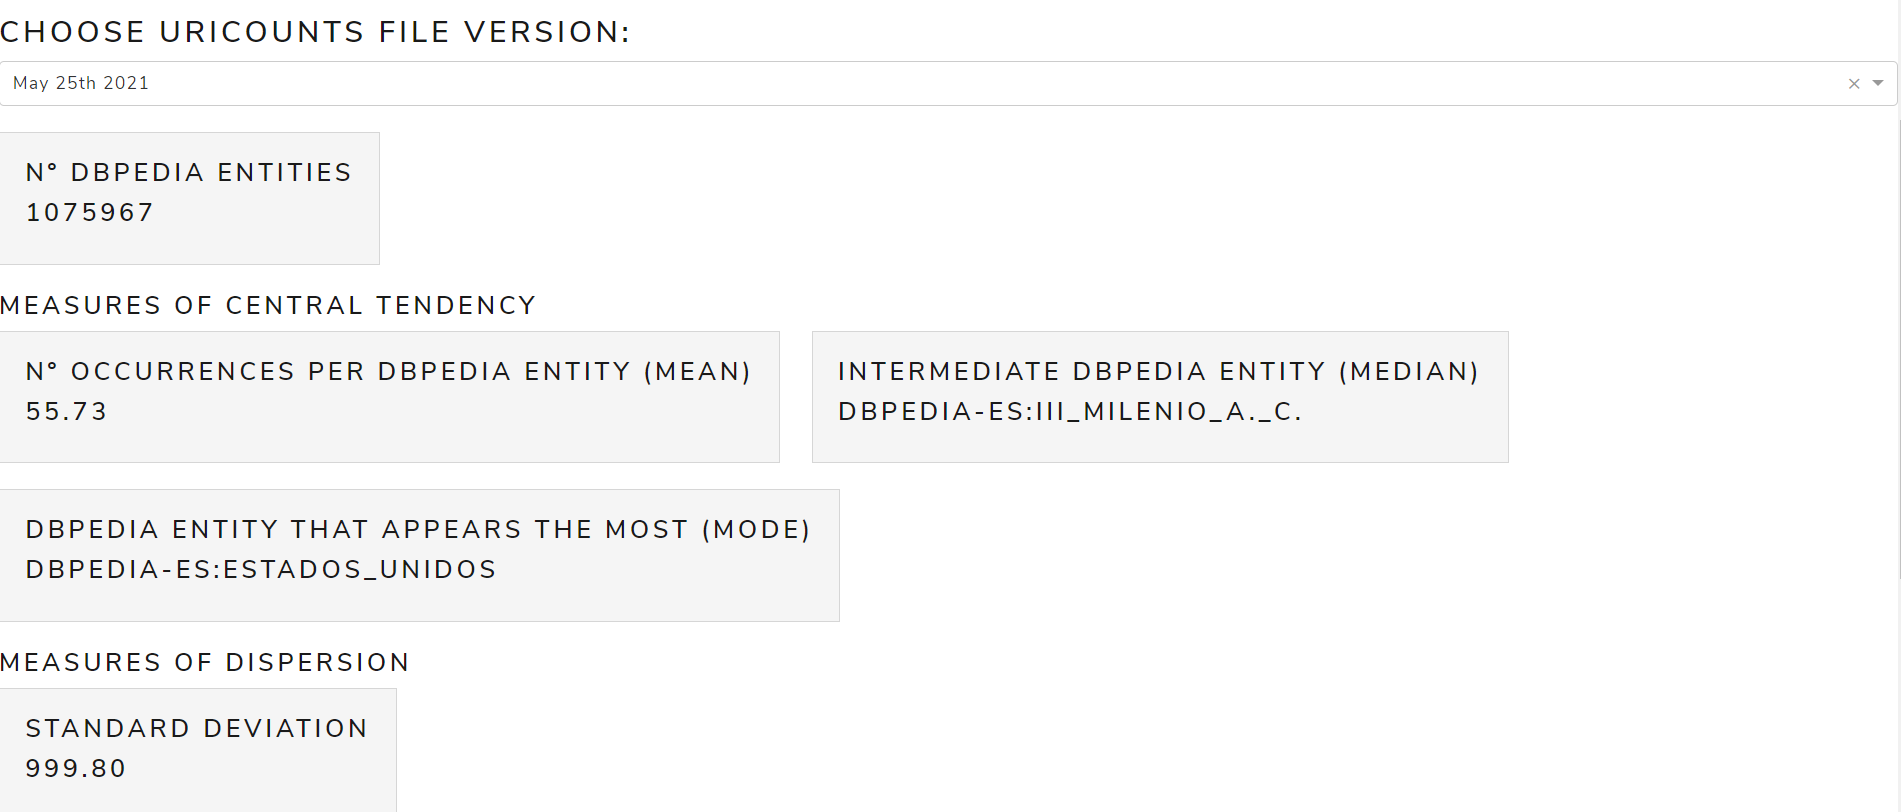 CHOOSE URICOUNTS FILE VERSION:
May 25th 2021
N° DBPEDIA ENTITIES
1075967
MEASURES OF CENTRAL TENDENCY
N° OCCURRENCES PER DBPEDIA ENTITY (MEAN)
55.73
INTERMEDIATE DBPEDIA ENTITY (MEDIAN)
DBPEDIA-ES:III_MILENIO_A._C.
DBPEDIA ENTITY THAT APPEARS THE MOST (MODE)
DBPEDIA-ES:ESTADOS_UNIDOS
MEASURES OF DISPERSION
STANDARD DEVIATION
999.80